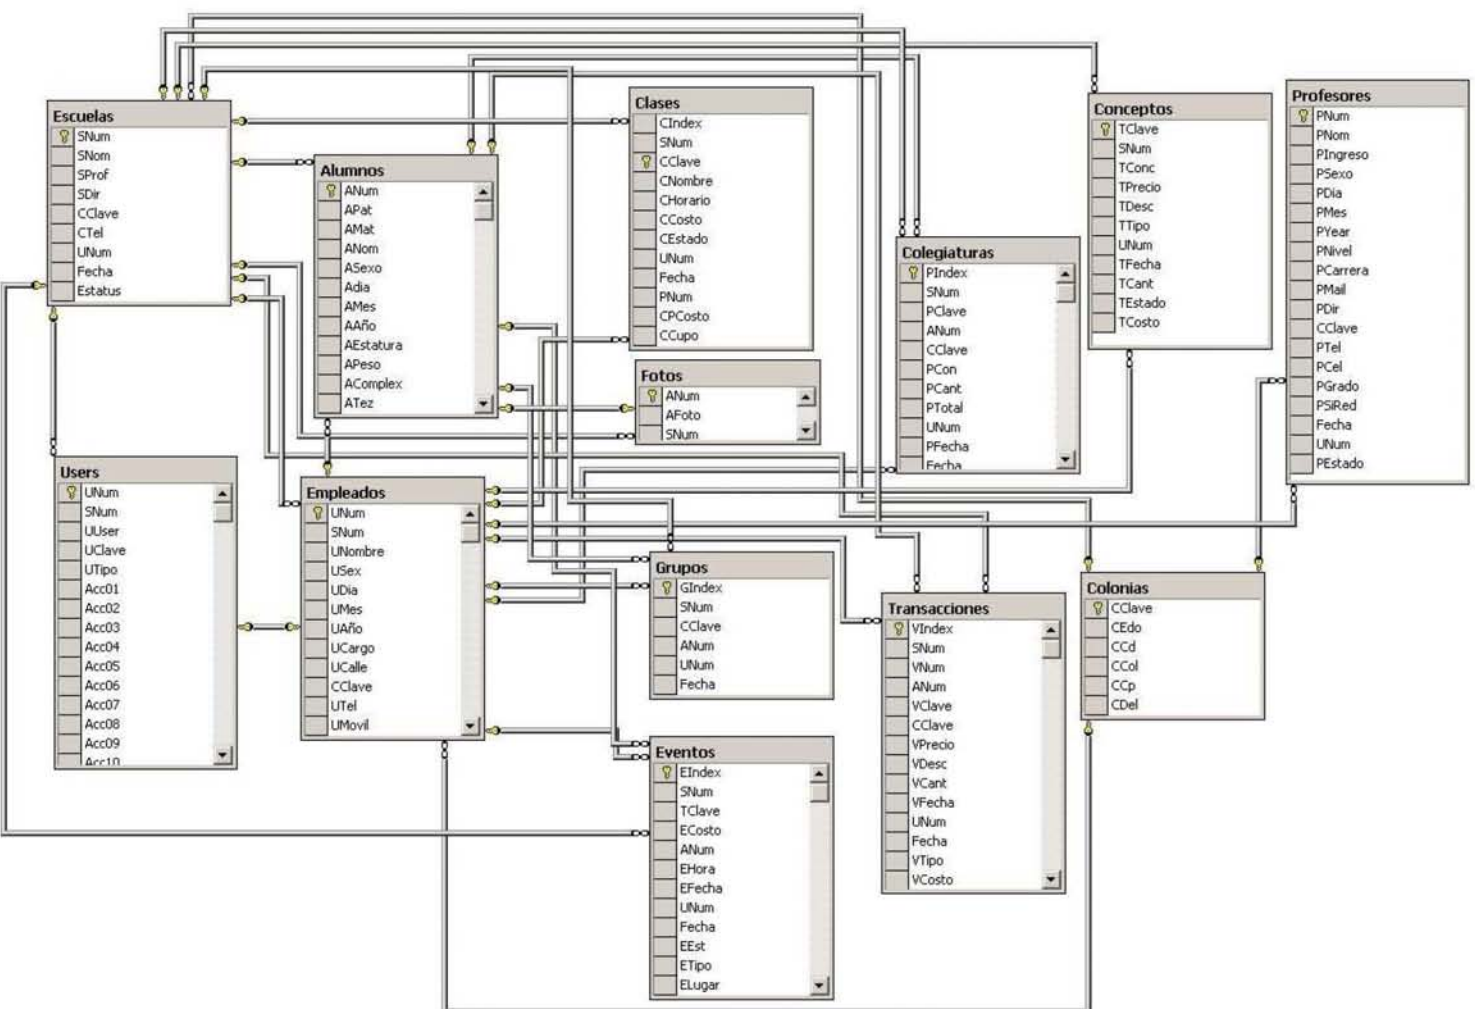 Escuelas
SNum
SNom
SProf
SDir
CClave
CTel
UNum
Fecha
Estatus
Alumnos
ANum
APat
AMat
ANom
ASexo
Adia
AMes
AAño
AEstatura
APeso
AComplex
ATez
Clases
CIndex
SNum
CClave
CNombre
CHorario
CCosto
CEstado
UNum
Fecha
PNum
CPCosto
CCupo
Fotos
ANum
AFoto
SNum
Colegiaturas
PIndex
SNum
PClave
ANum
CClave
PCon
PCant
PTotal
UNum
PFecha
Fecha
Conceptos
TClave
SNum
TConc
TPrecio
TDesc
TTipo
UNum
TFecha
TCant
TEstado
TCosto
Profesores
PNum
PNom
PIngreso
PSexo
PDia
PMes
PYear
PNivel
PCarrera
PMail
PDir
CClave
PTel
PCel
PGrado
PSiRed
Fecha
UNum
PEstado
Users
UNum
SNum
UUser
UClave
UTipo
Acc01
Acc02
Acc03
Acc04
Acc05
Acc06
Acc07
Acc08
Acc09
Acc10
Empleados
UNum
SNum
UNombre
USex
UDia
UMes
UAño
UCargo
UCalle
CClave
UTel
UMovil
Grupos
GIndex
SNum
CClave
ANum
UNum
Fecha
Eventos
EIndex
SNum
TClave
ECosto
ANum
EHora
EFecha
UNum
Fecha
EEst
ETipo
ELugar
Transacciones
VIndex
SNum
VNum
ANum
VClave
CClave
VPrecio
VDesc
VCant
VFecha
UNum
Fecha
VTipo
VCosto
Colonias
CClave
CEdo
CCd
CCol
CCp
CDel